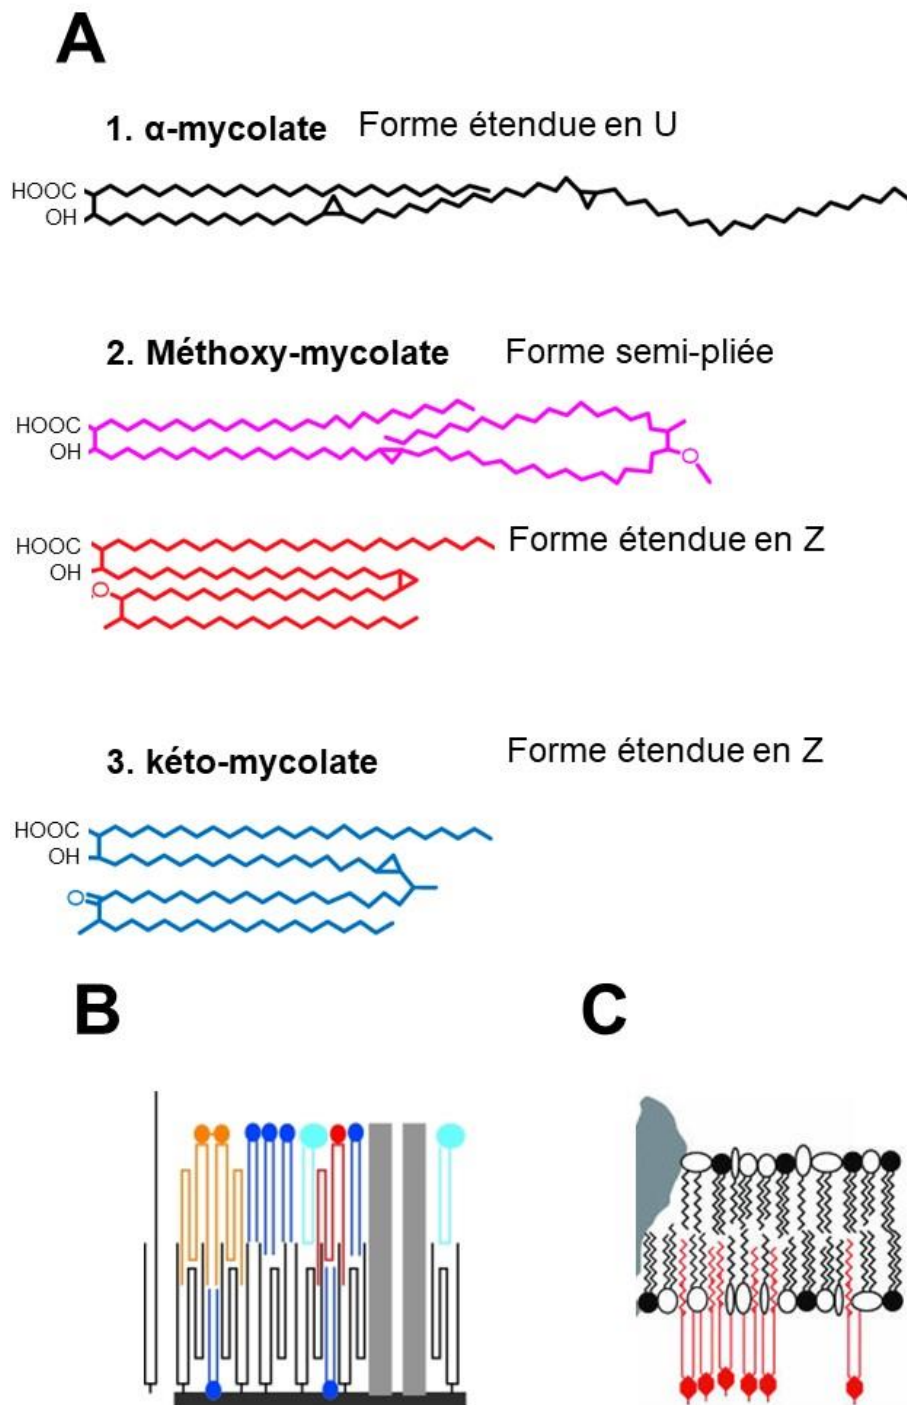 A
1. α-mycolate Forme étendue en U
HOOC
OH
2. Méthoxy-mycolate Forme semi-pliée
HOOC
OH
O
HOOC
OH
O
Forme étendue en Z
3. kéto-mycolate Forme étendue en Z
HOOC
OH
O
B C